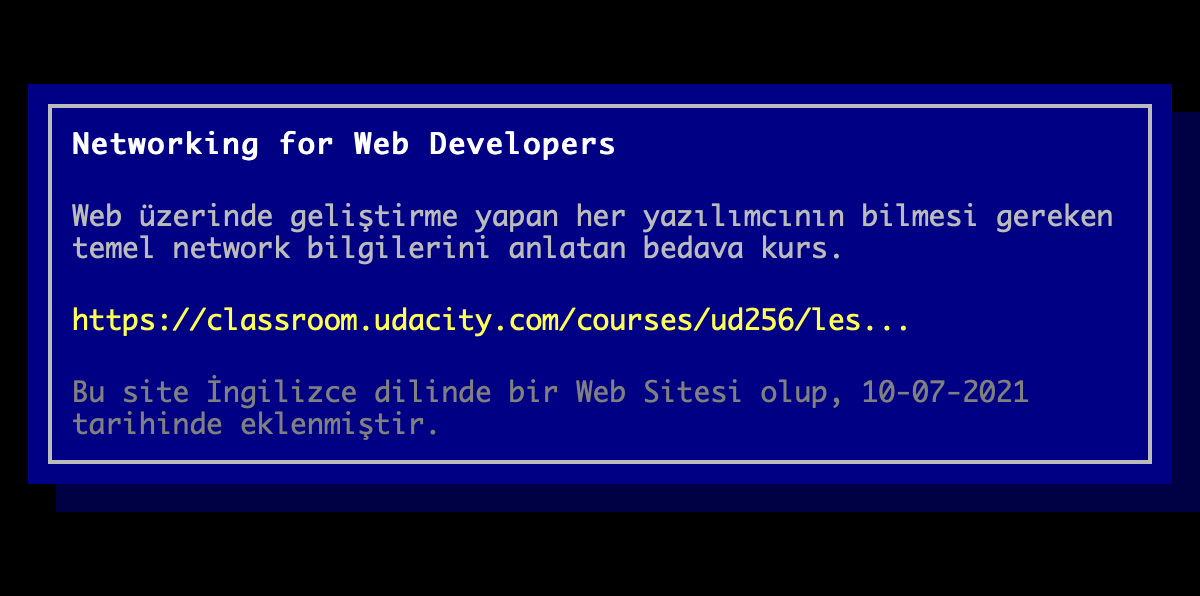 Networking for Web Developers
Web üzerinde geliştirme yapan her yazılımcının bilmesi gereken
temel network bilgilerini anlatan bedava kurs.
https://classroom.udacity.com/courses/ud256/les...
Bu site İngilizce dilinde bir Web Sitesi olup, 10-07-2021
tarihinde eklenmiştir.